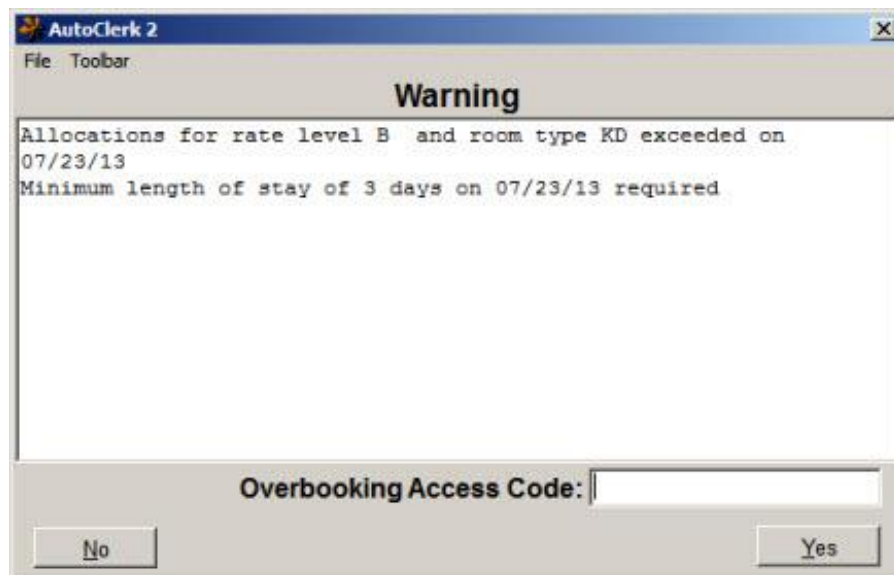 AutoClerk 2
File Toolbar
Warning
Allocations for rate level B  and room type KD exceeded on
07/23/13
Minimum length of stay of 3 days on 07/23/13 required
Overbooking Access Code:
No
Yes